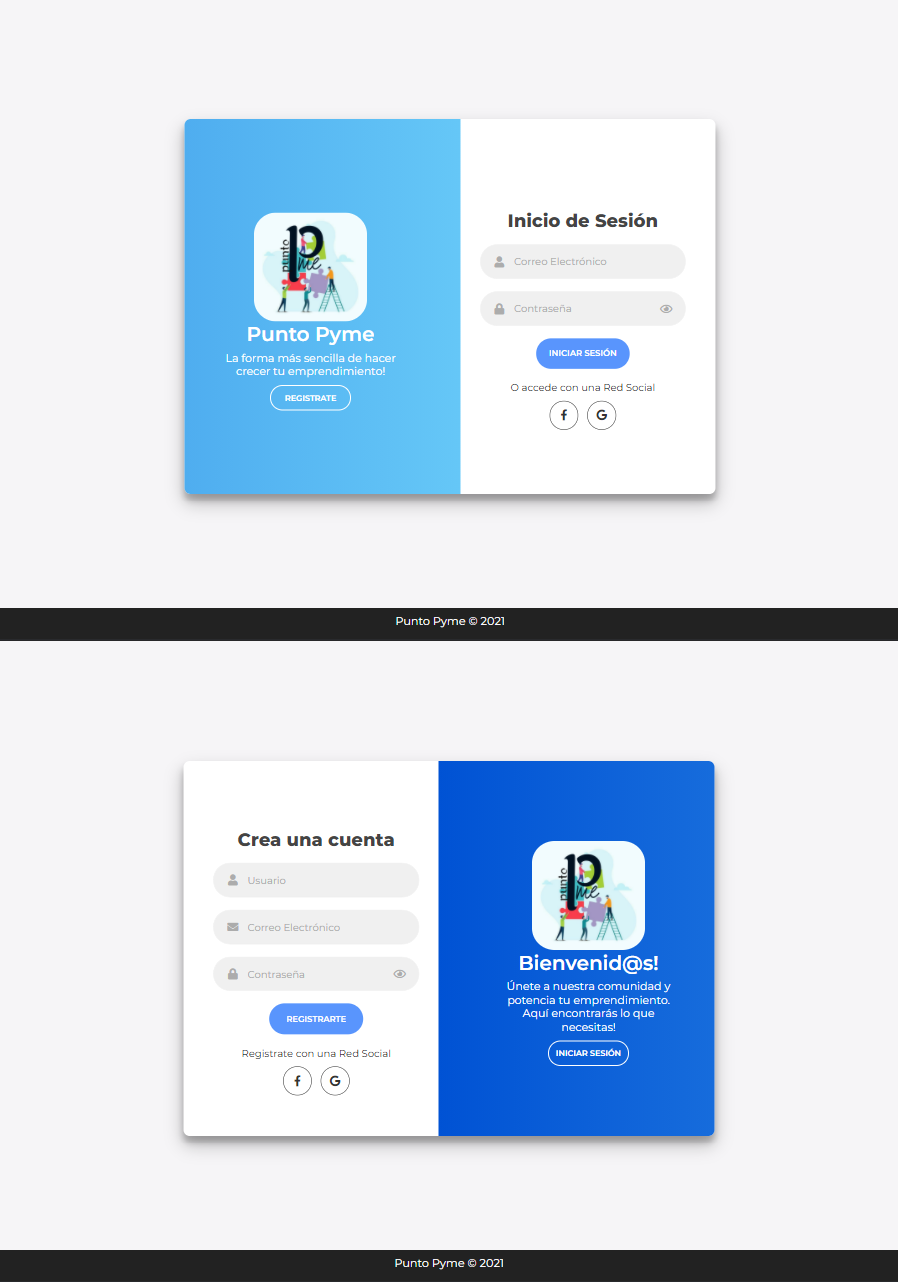 punto
p
me
Punto Pyme
La forma más sencilla de hacer
crecer tu emprendimiento!
REGISTRATE
Inicio de Sesión
Correo Electrónico
Contraseña
INICIAR SESIÓN
O accede con una Red Social
f
G
Punto Pyme © 2021
Crea una cuenta
Usuario
Correo Electrónico
Contraseña
REGISTRARTE
Registrate con una Red Social
f
G
punto
p
me
Bienvenid@s!
Únete a nuestra comunidad y
potencia tu emprendimiento.
Aquí encontrarás lo que
necesitas!
INICIAR SESIÓN
Punto Pyme © 2021